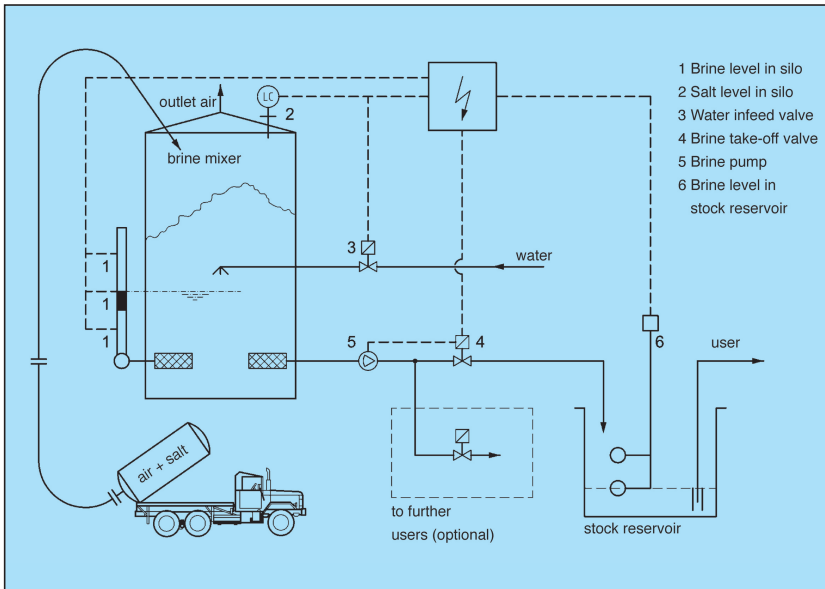 outlet air
LC
2
brine mixer
1 Brine level in silo
2 Salt level in silo
3 Water infeed valve
4 Brine take-off valve
5 Brine pump
6 Brine level in
stock reservoir
3
water
1
1
1
5
4
6
user
air + salt
to further
users (optional)
stock reservoir